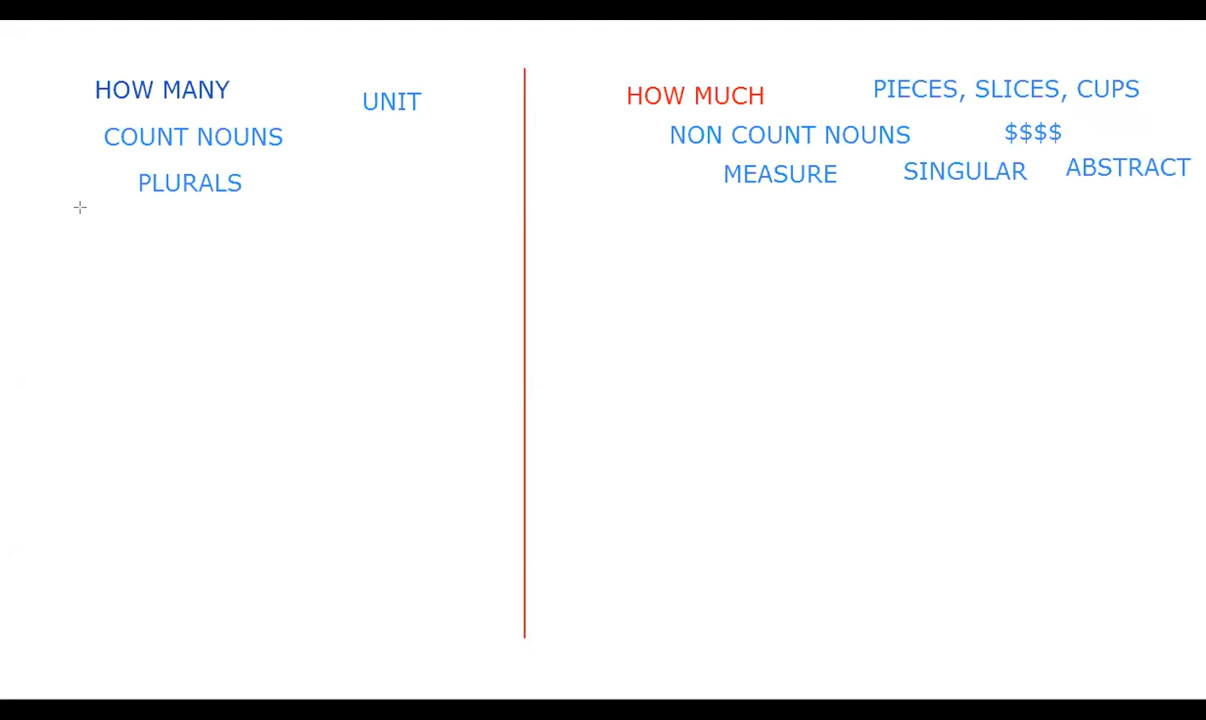 HOW MANY
UNIT
COUNT NOUNS
PLURALS
HOW MUCH
PIECES, SLICES, CUPS
NON COUNT NOUNS
$$$$
MEASURE
SINGULAR
ABSTRACT